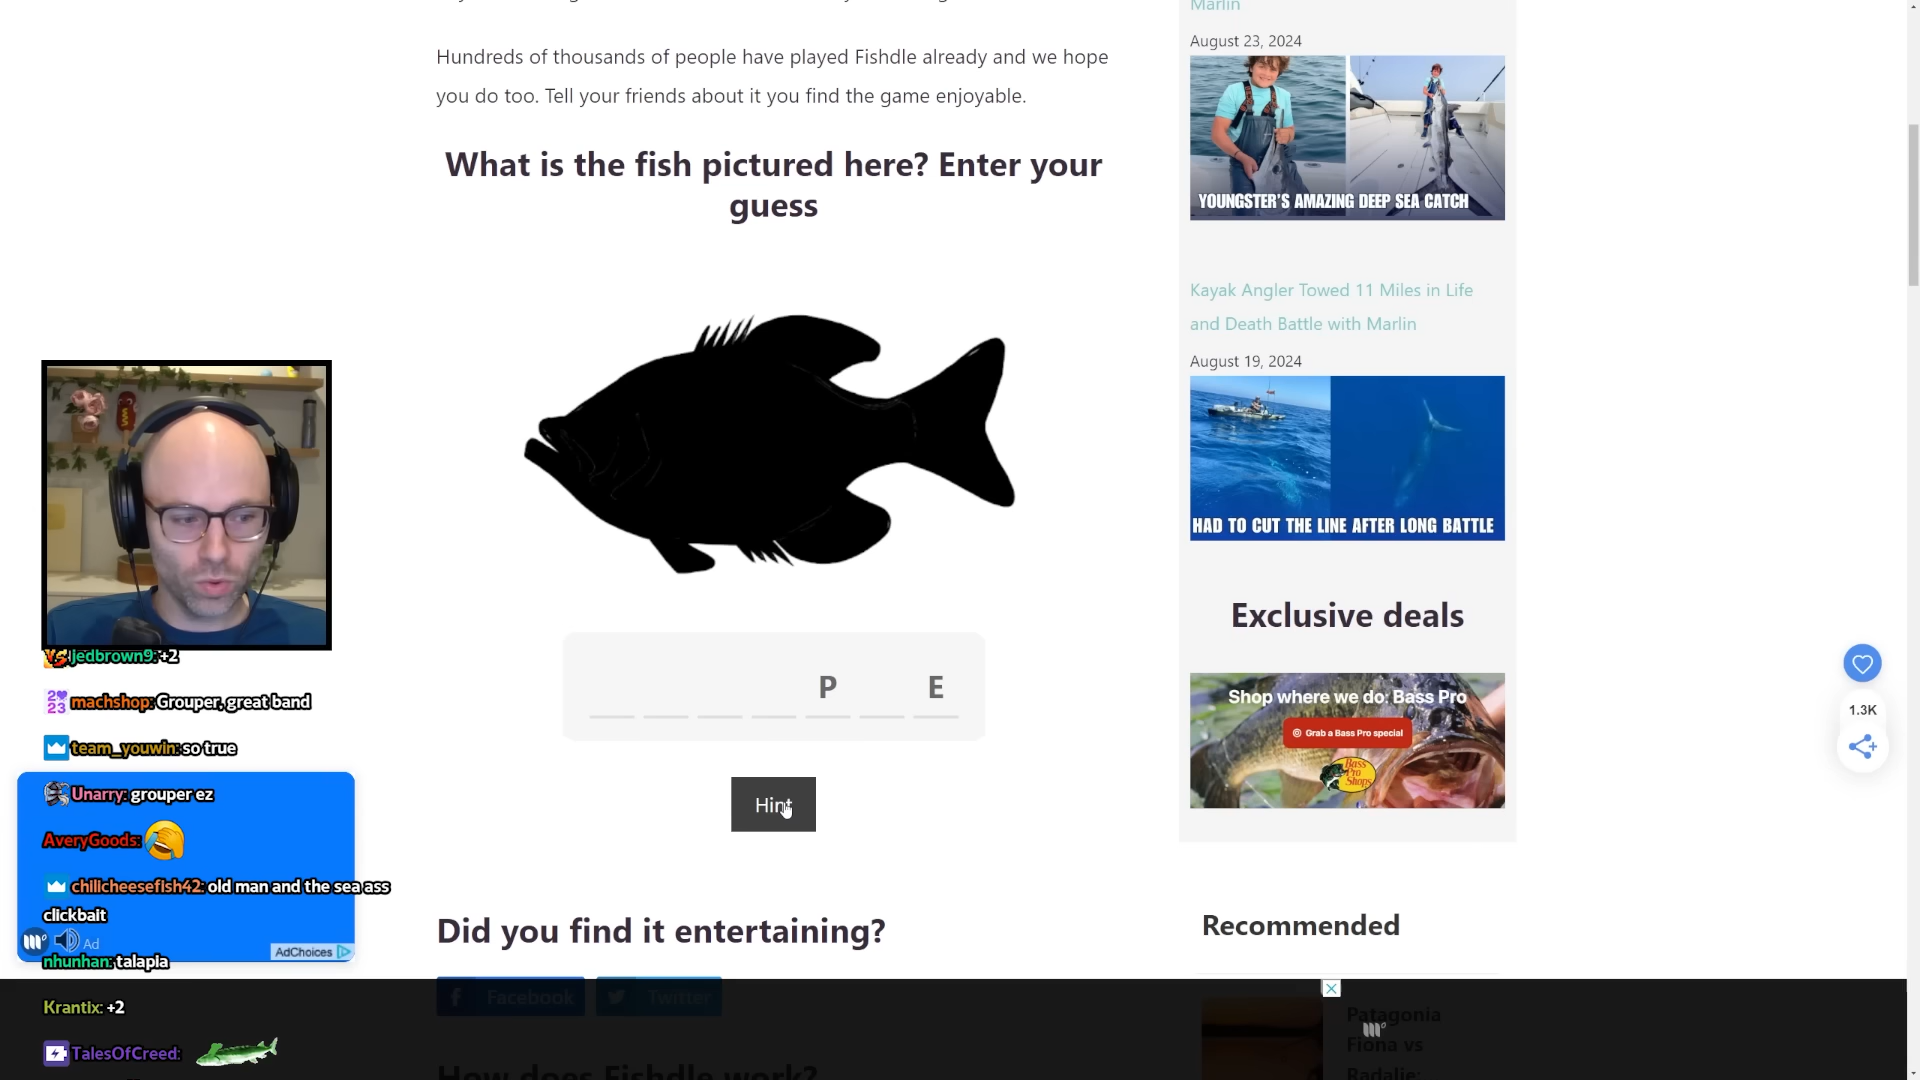 Hundreds of thousands of people have played Fishdle already and we hope
you do too. Tell your friends about it you find the game enjoyable.
What is the fish pictured here? Enter your
guess
P E
Hint
Did you find it entertaining?
Facebook
Twitter
How does Fishdle work?
Marlin
August 23, 2024
YOUNGSTER'S AMAZING DEEP SEA CATCH
Kayak Angler Towed 11 Miles in Life
and Death Battle with Marlin
August 19, 2024
HAD TO CUT THE LINE AFTER LONG BATTLE
Exclusive deals
Shop where we do: Bass Pro
Grab a Bass Pro special
Bass
Pro
Shops
Recommended
Patagonia
Fiona vs
Radalie:
1.3K
jedbrown9: +2
machshop: Grouper, great band
team_youwin: so true
Unarry: grouper ez
AveryGoods:
chilicheesefish42: old man and the sea ass
clickbait
Ad
AdChoices
nhunhan: talapia
Krantix: +2
TalesOfCreed: